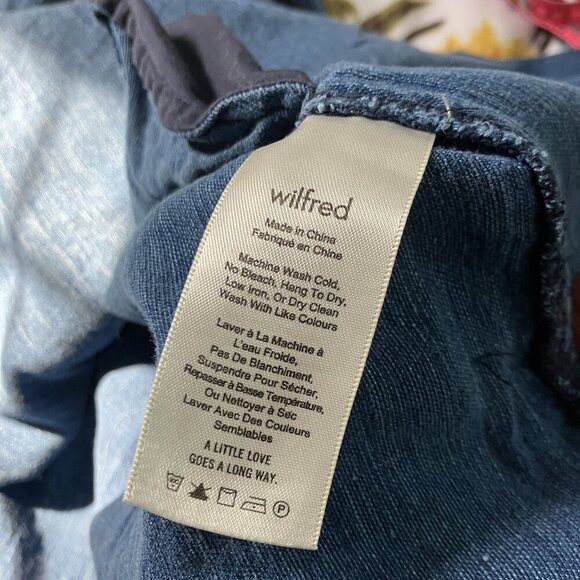 wilfred
Made in China
Fabriqué en Chine
Machine Wash Cold,
No Bleach, Hang To Dry,
Low Iron, Or Dry Clean
Wash With Like Colours
Laver à La Machine à
L'eau Froide,
Pas De Blanchiment,
Suspendre Pour Sécher,
Repasser à Basse Température,
Ou Nettoyer à Sec
Laver Avec Des Couleurs
Semblables
A LITTLE LOVE
GOES A LONG WAY.
P